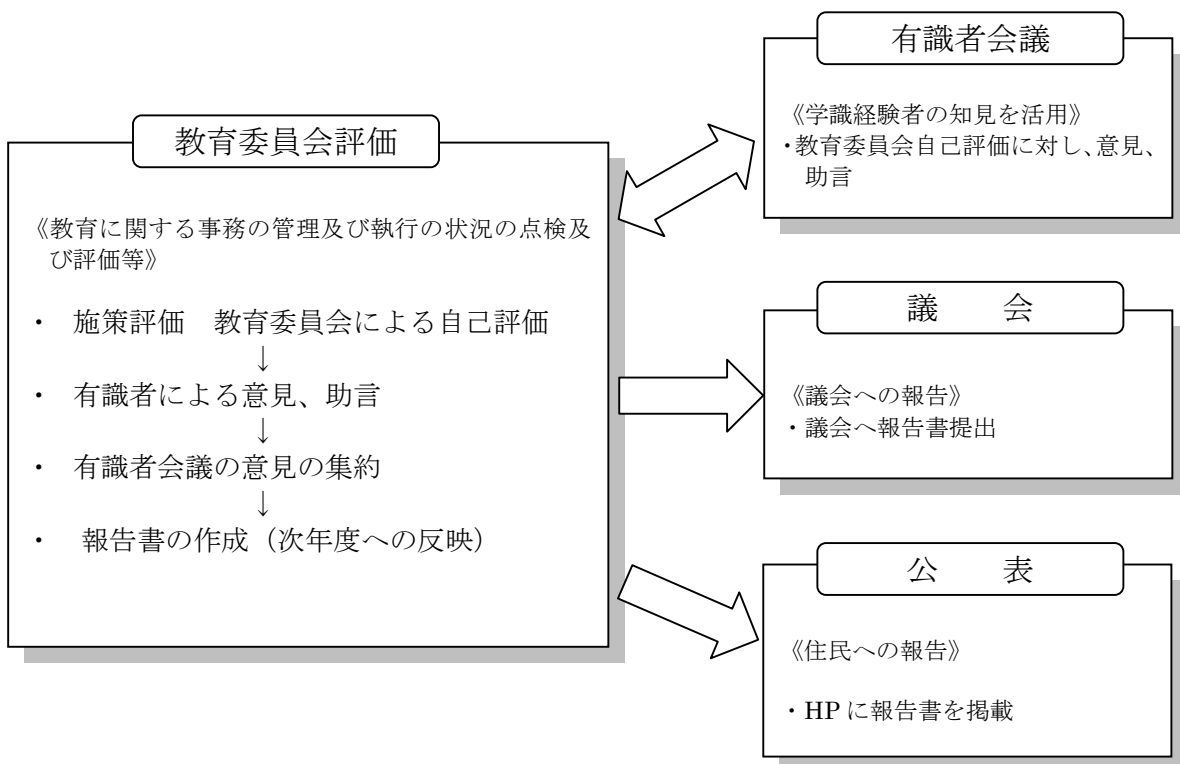 教育委員会評価
《教育に関する事務の管理及び執行の状況の点検及
び評価等》
・ 施策評価 教育委員会による自己評価
↓
・ 有識者による意見、助言
↓
・ 有識者会議の意見の集約
↓
・ 報告書の作成（次年度への反映）
有識者会議
《学識経験者の知見を活用》
・教育委員会自己評価に対し、意見、
助言
議 会
《議会への報告》
・議会へ報告書提出
公 表
《住民への報告》
・HP に報告書を掲載